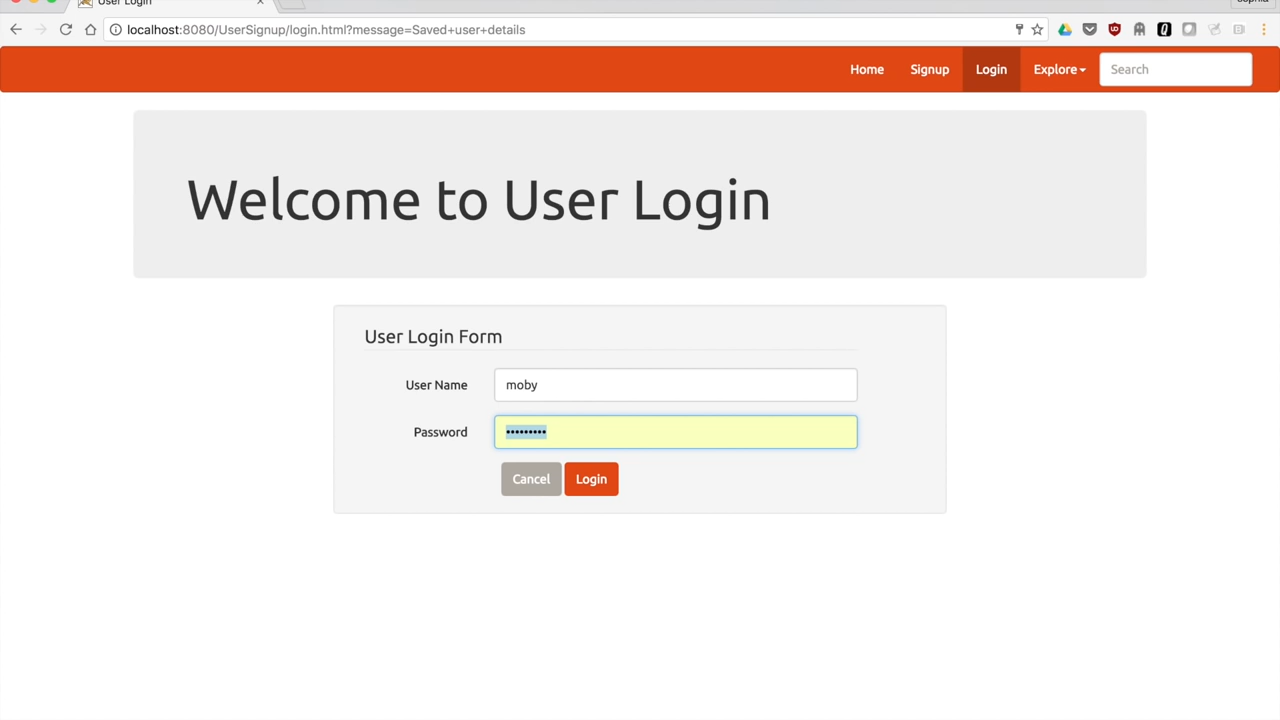 User Login
sophia
localhost:8080/UserSignup/login.html?message=Saved+user+details
Home Signup Login Explore Search
Welcome to User Login
User Login Form
User Name moby
Password •••••••••
Cancel Login